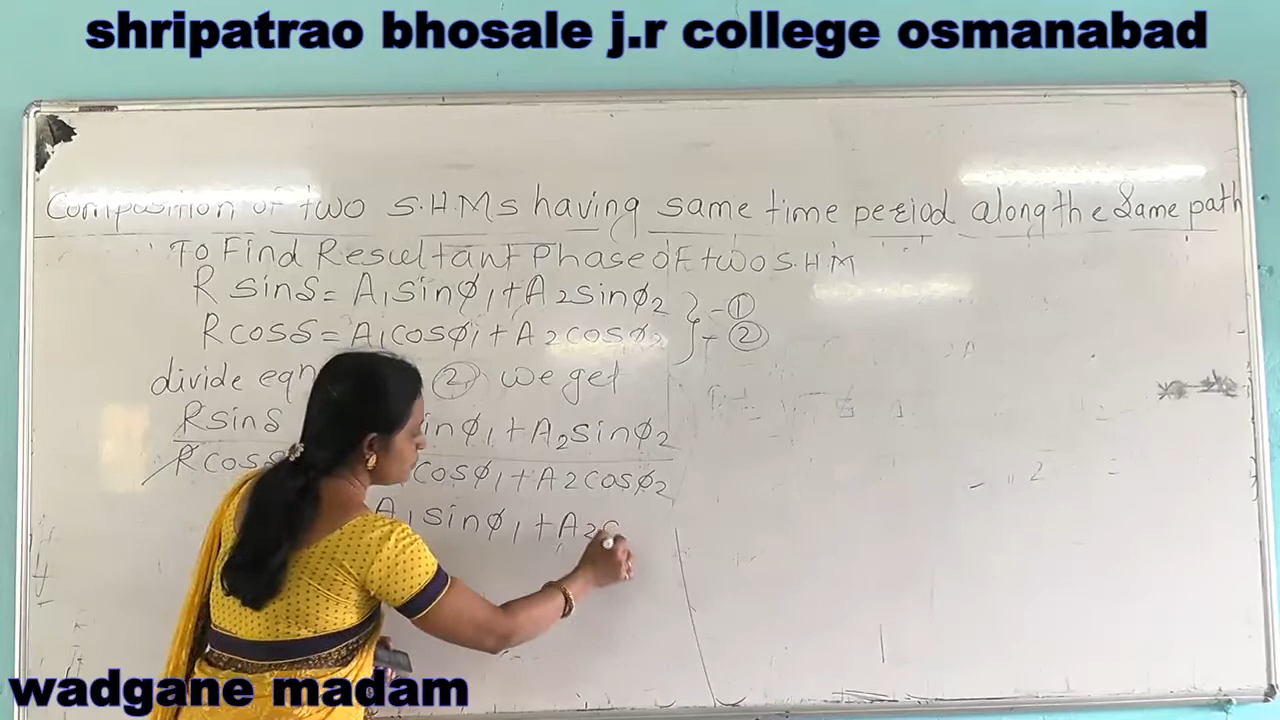 shripatrao bhosale j.r college osmanabad
Composition of two S.H.Ms having same time period along the same path
To Find Resultant Phase of two S.H.M
R sinδ = A₁sinϕ₁ + A₂sinϕ₂ } - ①
R cosδ = A₁cosϕ₁ + A₂cosϕ₂ } - ②
divide eqn ② we get
Rsinδ inϕ₁ + A₂sinϕ₂
Rcosδ cosϕ₁ + A₂cosϕ₂
A₁sinϕ₁ + A₂s
wadgane madam